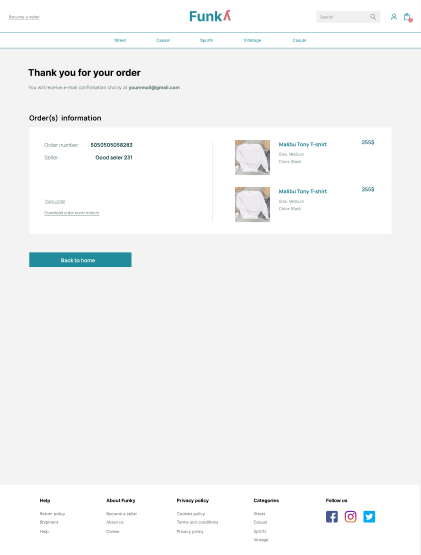 Become a seller
Funky
Search
Street
Casual
Sports
Vintage
Casual
Thank you for your order
You will receive e-mail confirmation shorty at youremail@gmail.com
Order(s) information
Order number: 5050505058283
Seller: Good seler 231
Track order
Download order confirmation
Malibu Tony T-shirt 255$
Size: Medium
Color: Black
Malibu Tony T-shirt 255$
Size: Medium
Color: Black
Back to home
Help
Return policy
Shipment
Help
About Funky
Become a seller
About us
Career
Privacy policy
Cookies policy
Terms and conditions
Privacy policy
Categories
Street
Casual
Sports
Vintage
Follow us